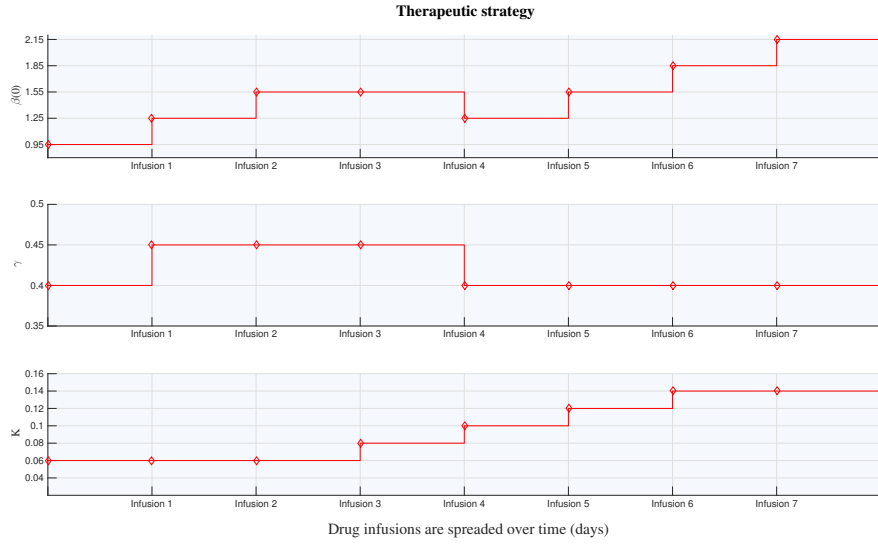 Therapeutic strategy
2.15
1.85
1.55
1.25
0.95
β(0)
Infusion 1 Infusion 2 Infusion 3 Infusion 4 Infusion 5 Infusion 6 Infusion 7
0.5
0.45
0.4
0.35
γ
Infusion 1 Infusion 2 Infusion 3 Infusion 4 Infusion 5 Infusion 6 Infusion 7
0.16
0.14
0.12
0.1
0.08
0.06
0.04
K
Infusion 1 Infusion 2 Infusion 3 Infusion 4 Infusion 5 Infusion 6 Infusion 7
Drug infusions are spreaded over time (days)